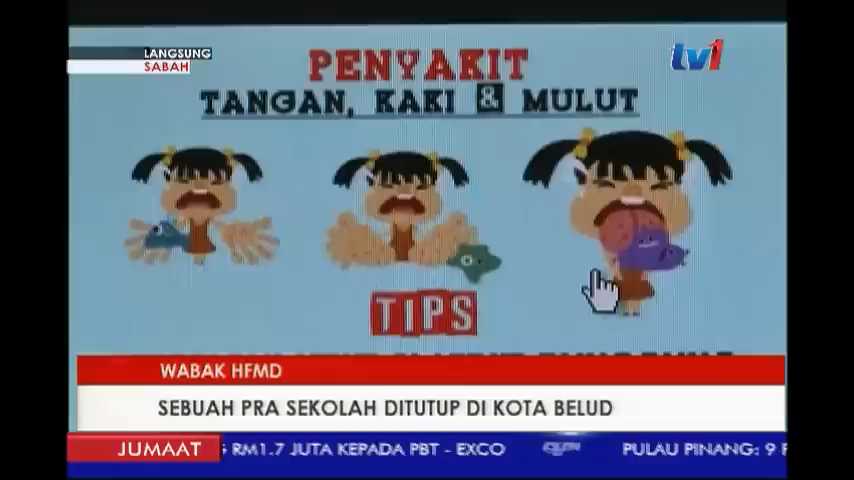 LANGSUNG
SABAH
tv1
PENYAKIT
TANGAN, KAKI & MULUT
TIPS
WABAK HFMD
SEBUAH PRA SEKOLAH DITUTUP DI KOTA BELUD
JUMAAT
RM1.7 JUTA KEPADA PBT - EXCO
PULAU PINANG: 9